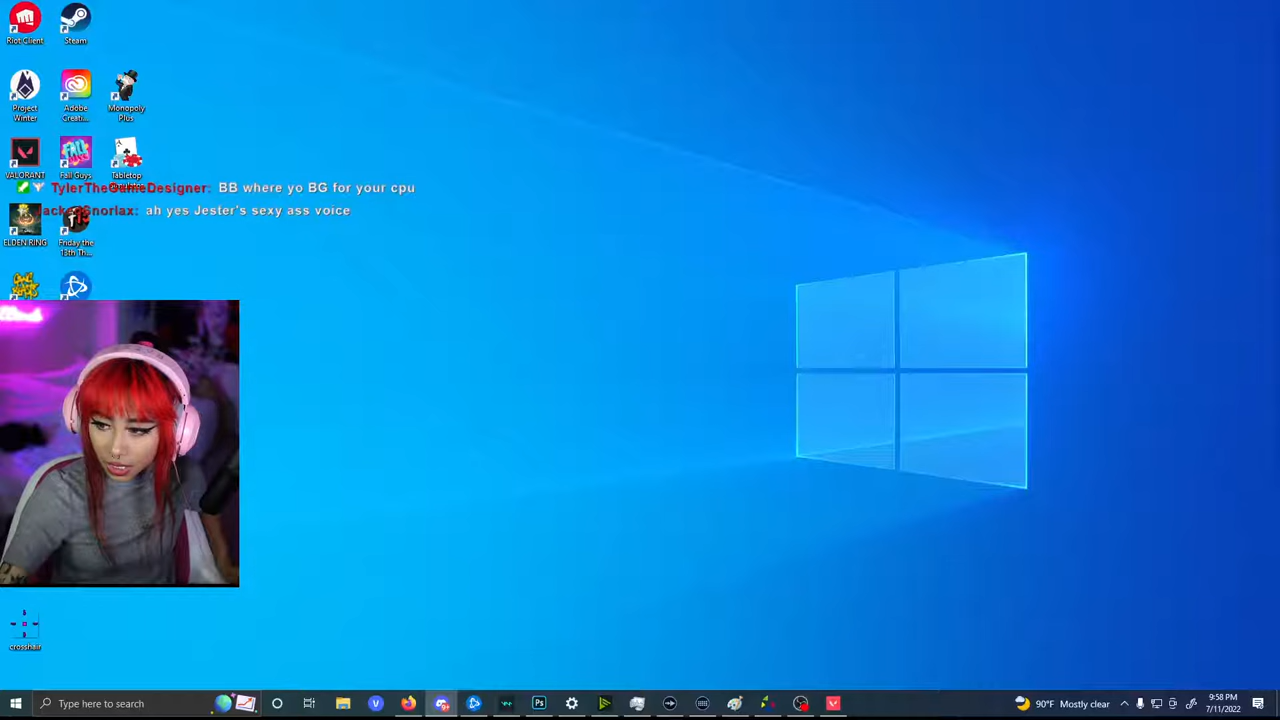 Riot Client
Steam
Project Winter
Adobe Creati...
Monopoly Plus
VALORANT
Fall Guys
Tabletop
TylerTheGameDesigner: BB where yo BG for your cpu
JackedSnorlax: ah yes Jester's sexy ass voice
ELDEN RING
Friday the 13th Th...
crosshair
Type here to search
90°F Mostly clear
9:58 PM
7/11/2022